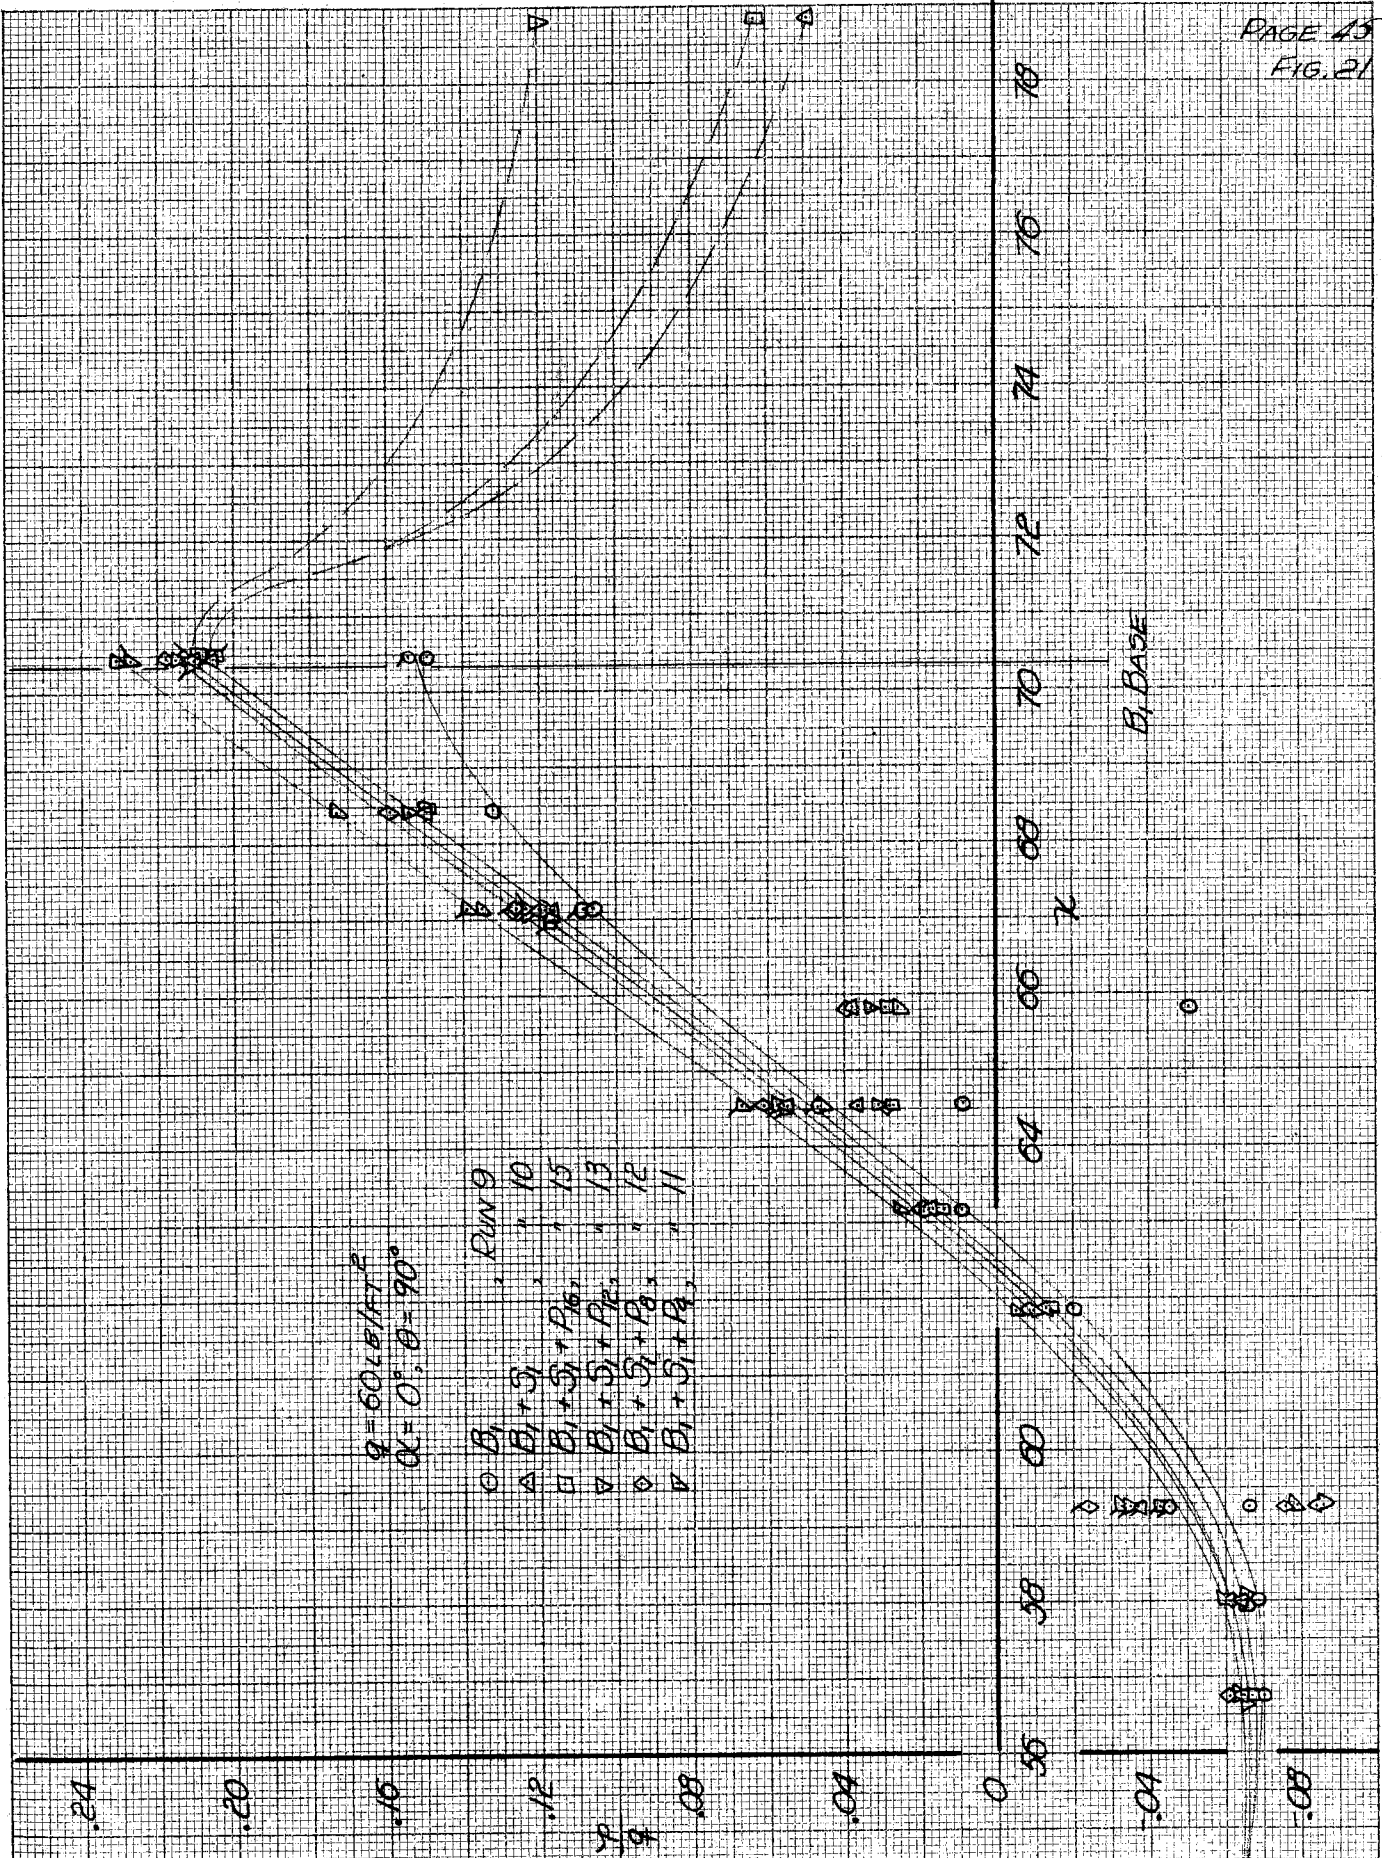 PAGE 45
FIG. 21
q = 60 LB/FT²
α = 0°, θ = 90°
○ B₁ , RUN 9
△ B₁ + S₁ , " 10
□ B₁ + S₁ + P₁₆, " 15
B₁ + S₁ + P₁₂, " 13
◇ B₁ + S₁ + P₈, " 12
B₁ + S₁ + P₄, " 11
.24
.20
.16
.12
.08
.04
0
-.04
-.08
P/q
56
58
60
64
66
68
70
72
74
76
78
x
B₁ BASE